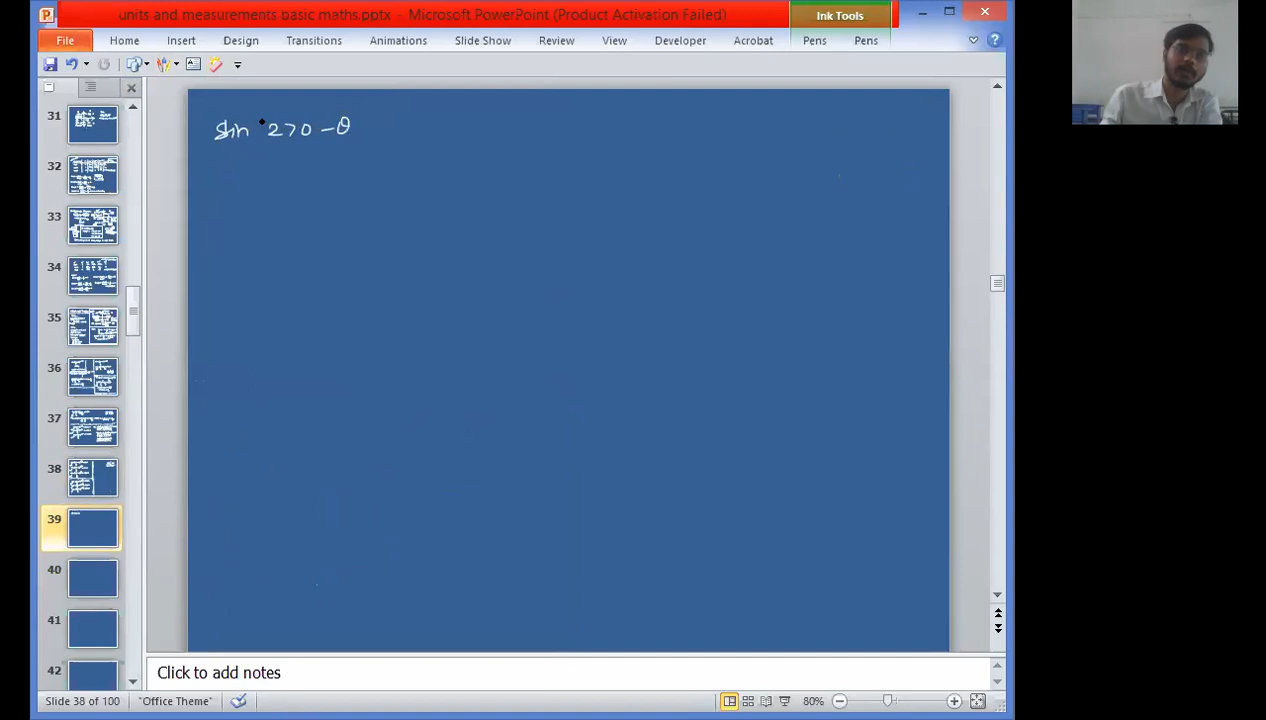 units and measurements basic maths.pptx - Microsoft PowerPoint (Product Activation Failed)
Ink Tools
File Home Insert Design Transitions Animations Slide Show Review View Developer Acrobat Pens Pens
31
32
33
34
35
36
37
38
39
40
41
42
sin 270 - θ
Click to add notes
Slide 38 of 100 "Office Theme" 80%